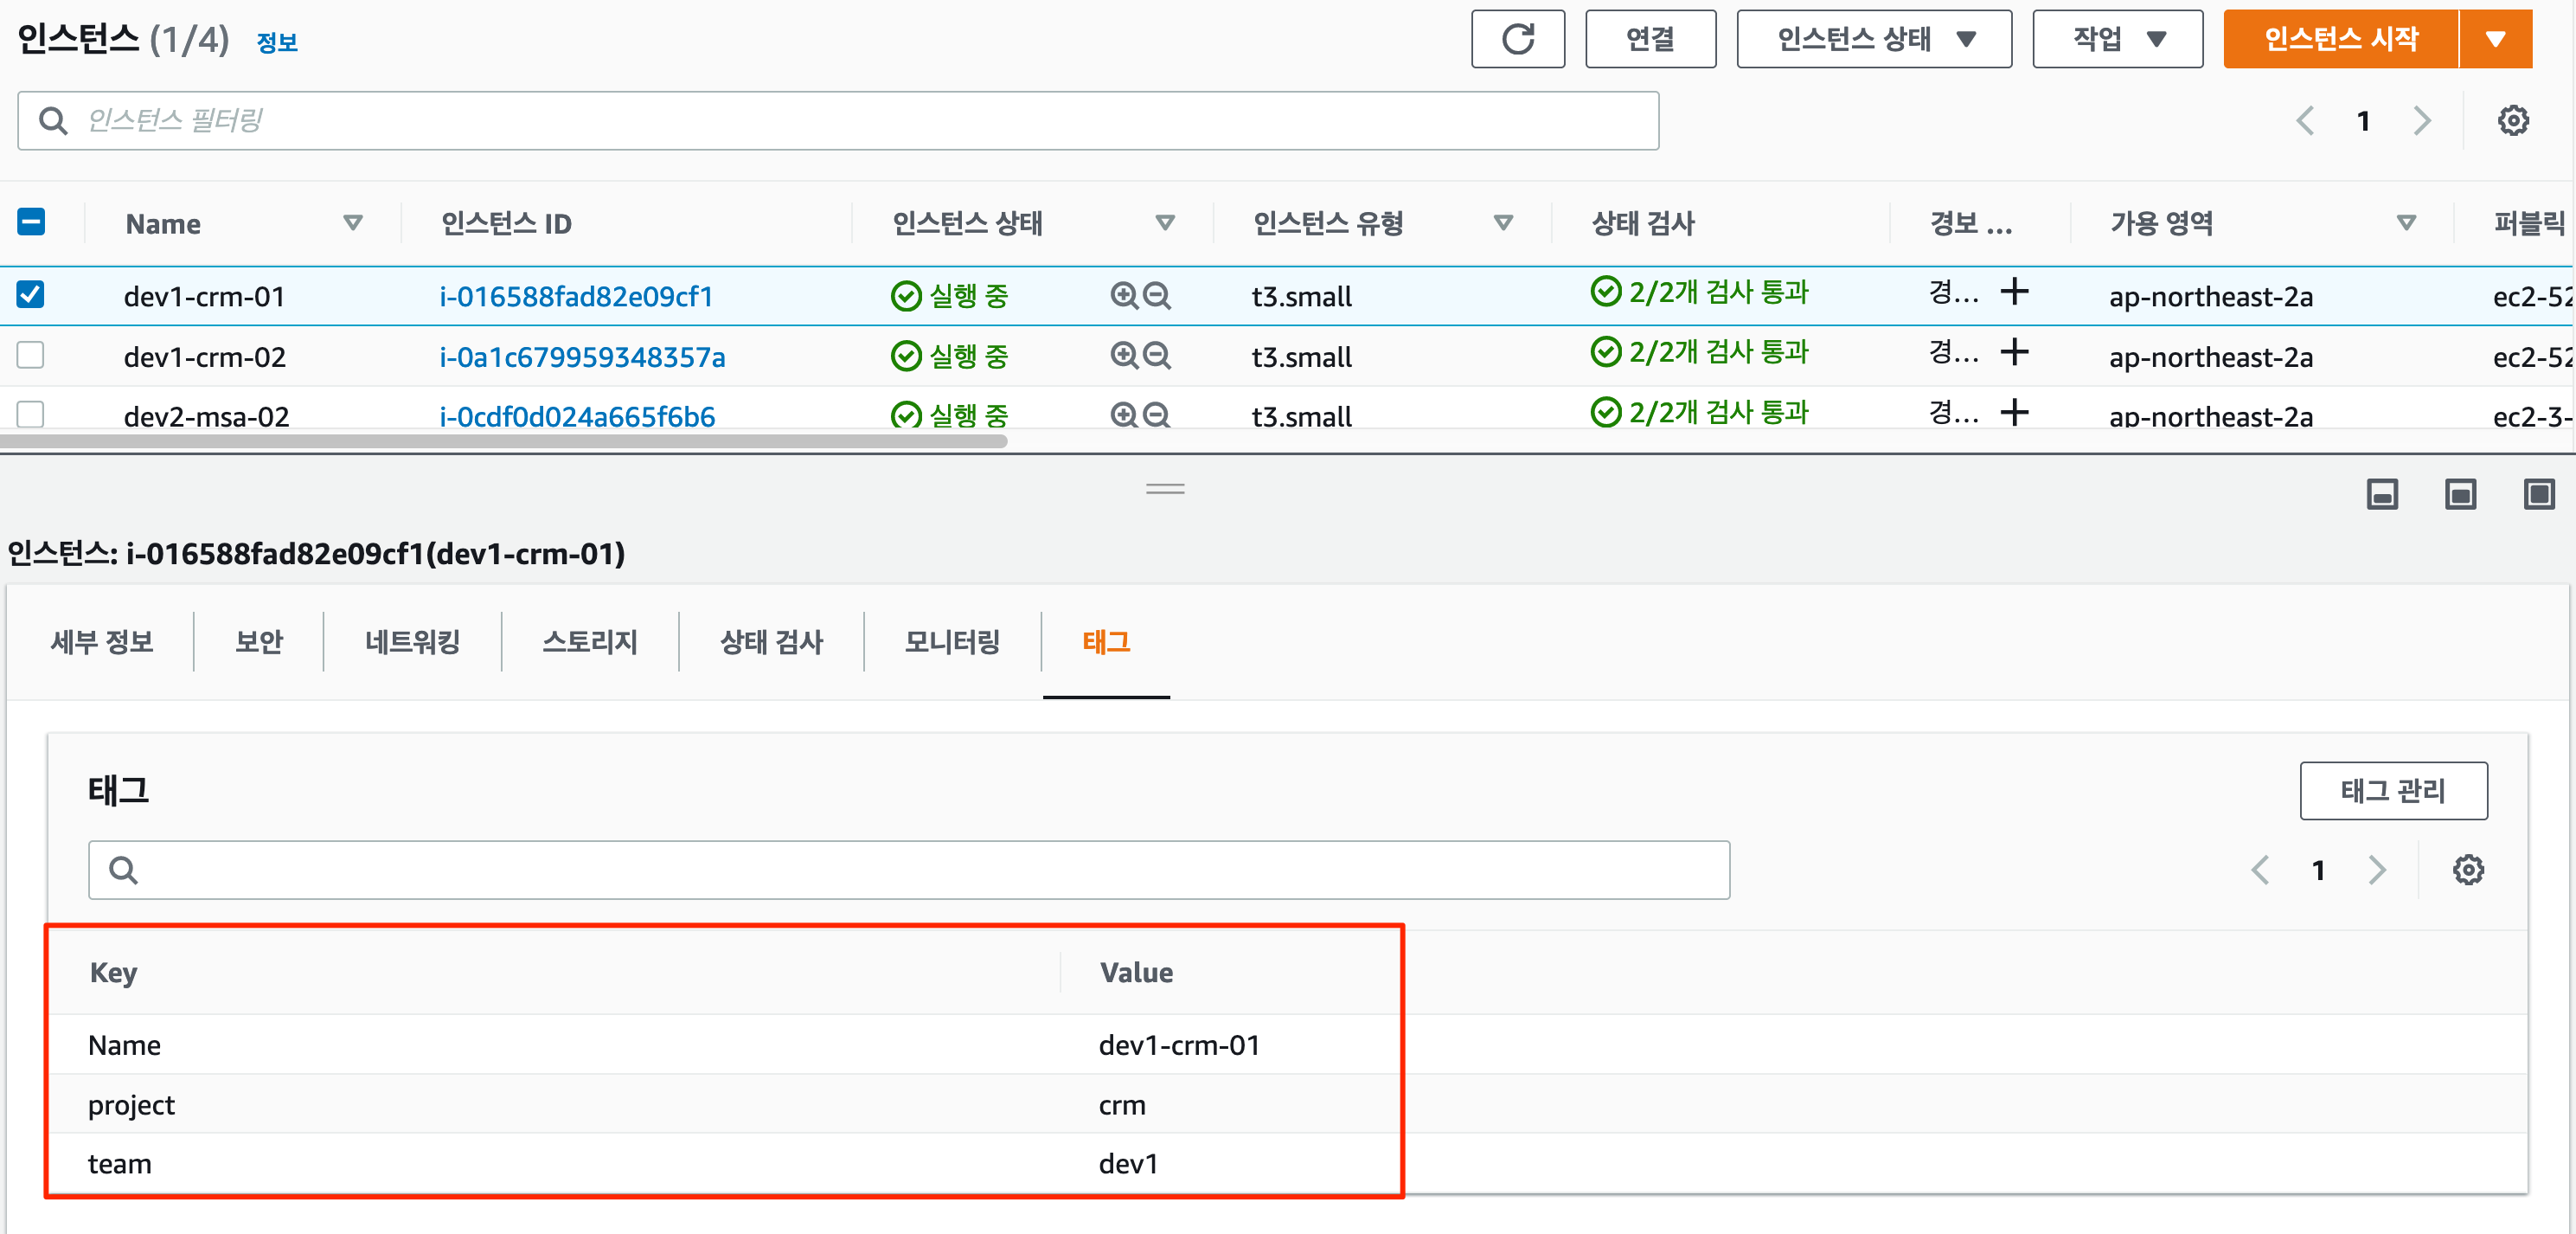 인스턴스 (1/4) 정보 연결 인스턴스 상태 작업 인스턴스 시작
인스턴스 필터링 1
Name 인스턴스 ID 인스턴스 상태 인스턴스 유형 상태 검사 경보 ... 가용 영역 퍼블릭
dev1-crm-01 i-016588fad82e09cf1 실행 중 t3.small 2/2개 검사 통과 경... ap-northeast-2a ec2-52
dev1-crm-02 i-0a1c679959348357a 실행 중 t3.small 2/2개 검사 통과 경... ap-northeast-2a ec2-52
dev2-msa-02 i-0cdf0d024a665f6b6 실행 중 t3.small 2/2개 검사 통과 경... ap-northeast-2a ec2-3-
인스턴스: i-016588fad82e09cf1(dev1-crm-01)
세부 정보 보안 네트워킹 스토리지 상태 검사 모니터링 태그
태그 태그 관리
1
Key Value
Name dev1-crm-01
project crm
team dev1